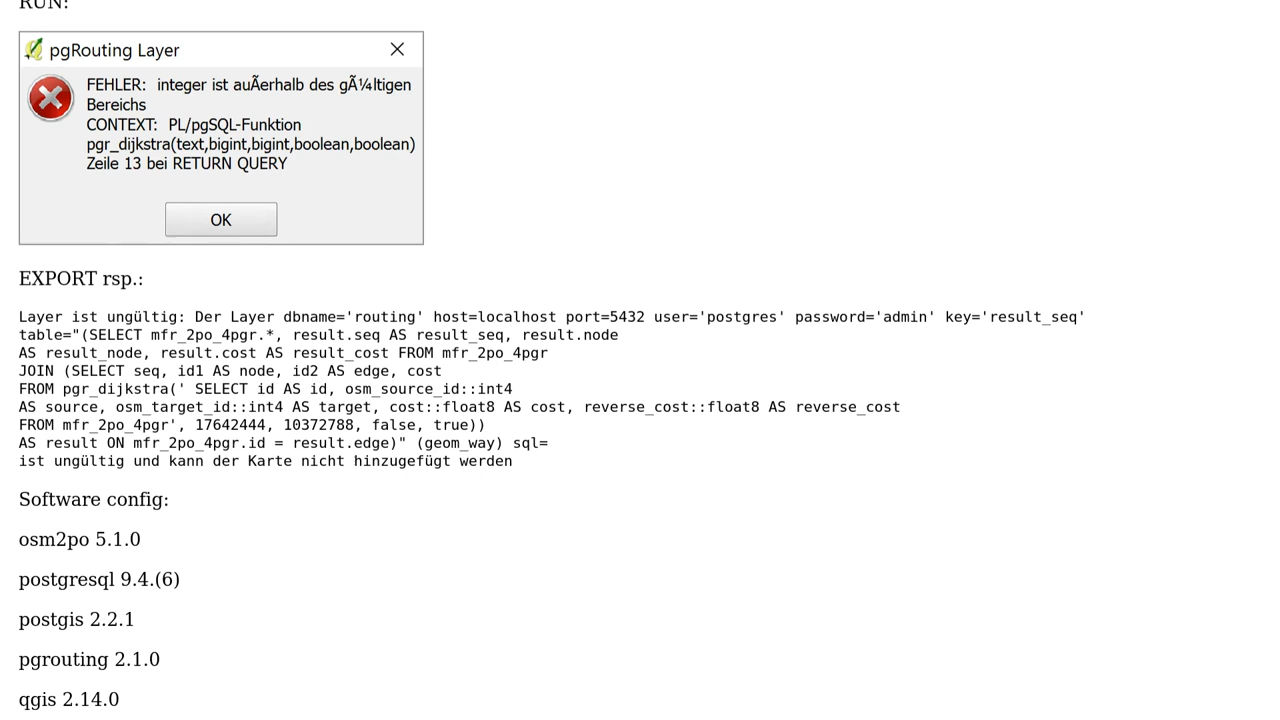 RUN:
pgRouting Layer
FEHLER:  integer ist auÃerhalb des gÃ¼ltigen
Bereichs
CONTEXT:  PL/pgSQL-Funktion
pgr_dijkstra(text,bigint,bigint,boolean,boolean)
Zeile 13 bei RETURN QUERY
OK
EXPORT rsp.:
Layer ist ungültig: Der Layer dbname='routing' host=localhost port=5432 user='postgres' password='admin' key='result_seq'
table="(SELECT mfr_2po_4pgr.*, result.seq AS result_seq, result.node
AS result_node, result.cost AS result_cost FROM mfr_2po_4pgr
JOIN (SELECT seq, id1 AS node, id2 AS edge, cost
FROM pgr_dijkstra(' SELECT id AS id, osm_source_id::int4
AS source, osm_target_id::int4 AS target, cost::float8 AS cost, reverse_cost::float8 AS reverse_cost
FROM mfr_2po_4pgr', 17642444, 10372788, false, true))
AS result ON mfr_2po_4pgr.id = result.edge)" (geom_way) sql=
ist ungültig und kann der Karte nicht hinzugefügt werden
Software config:
osm2po 5.1.0
postgresql 9.4.(6)
postgis 2.2.1
pgrouting 2.1.0
qgis 2.14.0